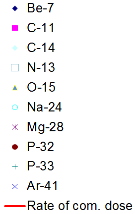 Be-7
C-11
C-14
N-13
O-15
Na-24
Mg-28
P-32
P-33
Ar-41
Rate of com. dose